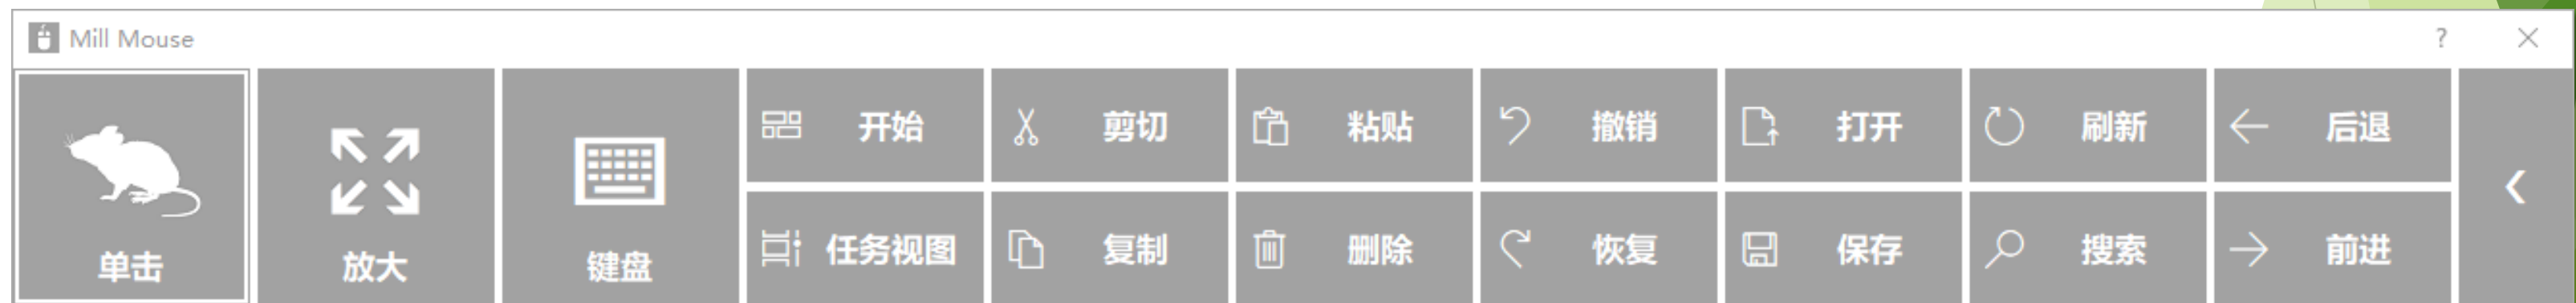 Mill Mouse ?
单击
放大
键盘
开始 剪切 粘贴 撤销 打开 刷新 后退
任务视图 复制 删除 恢复 保存 搜索 前进